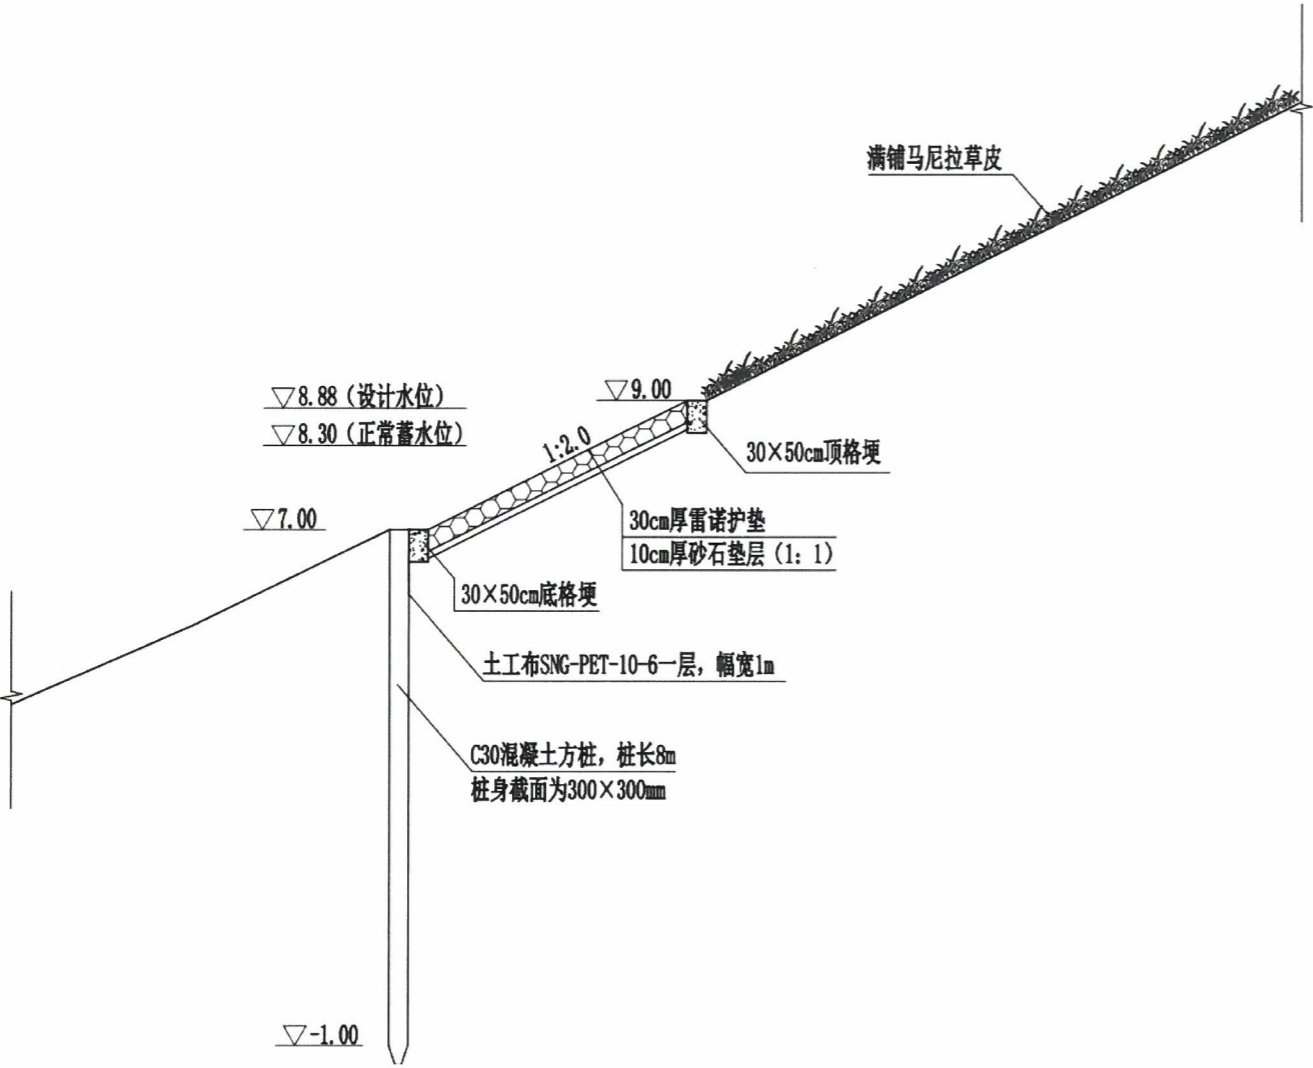 满铺马尼拉草皮
▽9.00
▽8.88（设计水位）
▽8.30（正常蓄水位）
1:2.0
30×50cm顶格埂
▽7.00
30cm厚雷诺护垫
10cm厚砂石垫层（1：1）
30×50cm底格埂
土工布SNG-PET-10-6一层，幅宽1m
C30混凝土方桩，桩长8m
桩身截面为300×300mm
▽-1.00